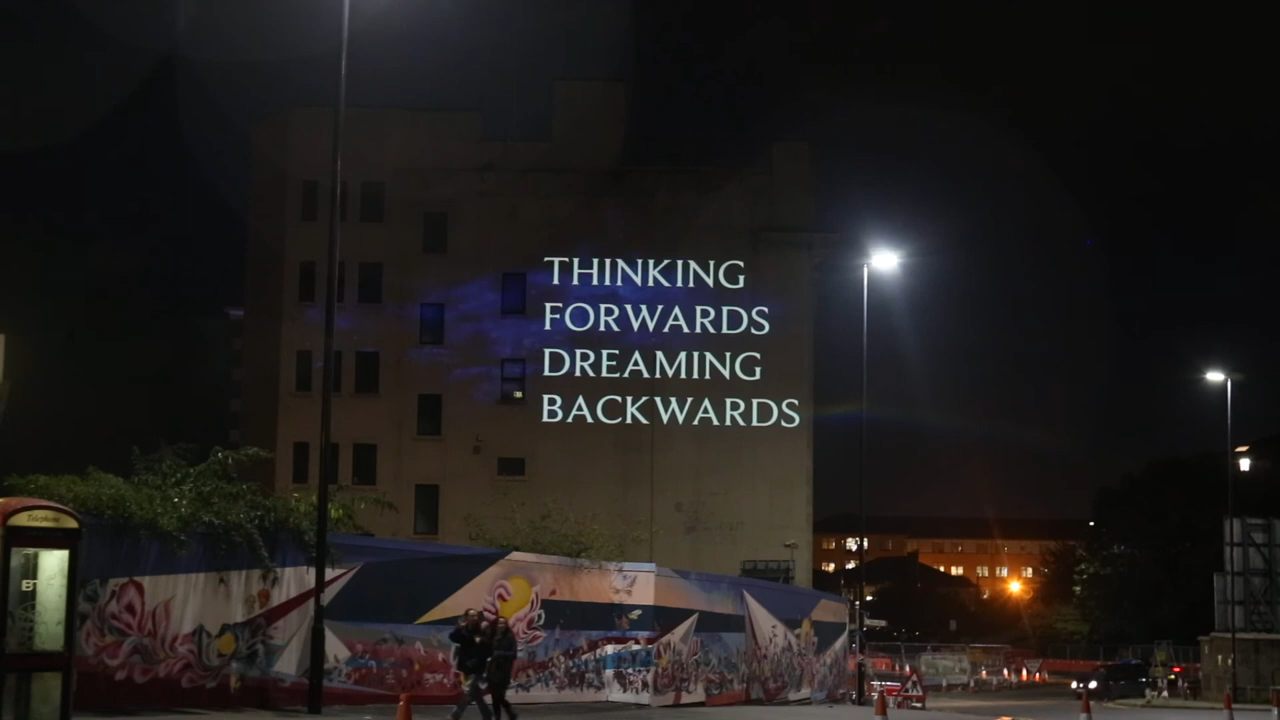 THINKING
FORWARDS
DREAMING
BACKWARDS
Telephone
BT